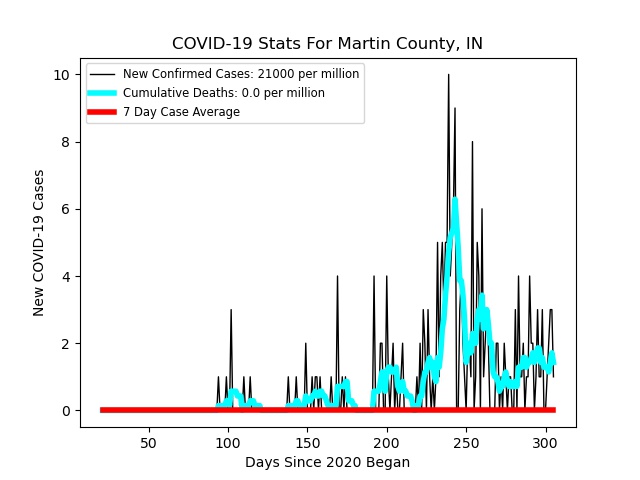 COVID-19 Stats For Martin County, IN
New Confirmed Cases: 21000 per million
Cumulative Deaths: 0.0 per million
7 Day Case Average
10
8
6
4
2
0
New COVID-19 Cases
50 100 150 200 250 300
Days Since 2020 Began